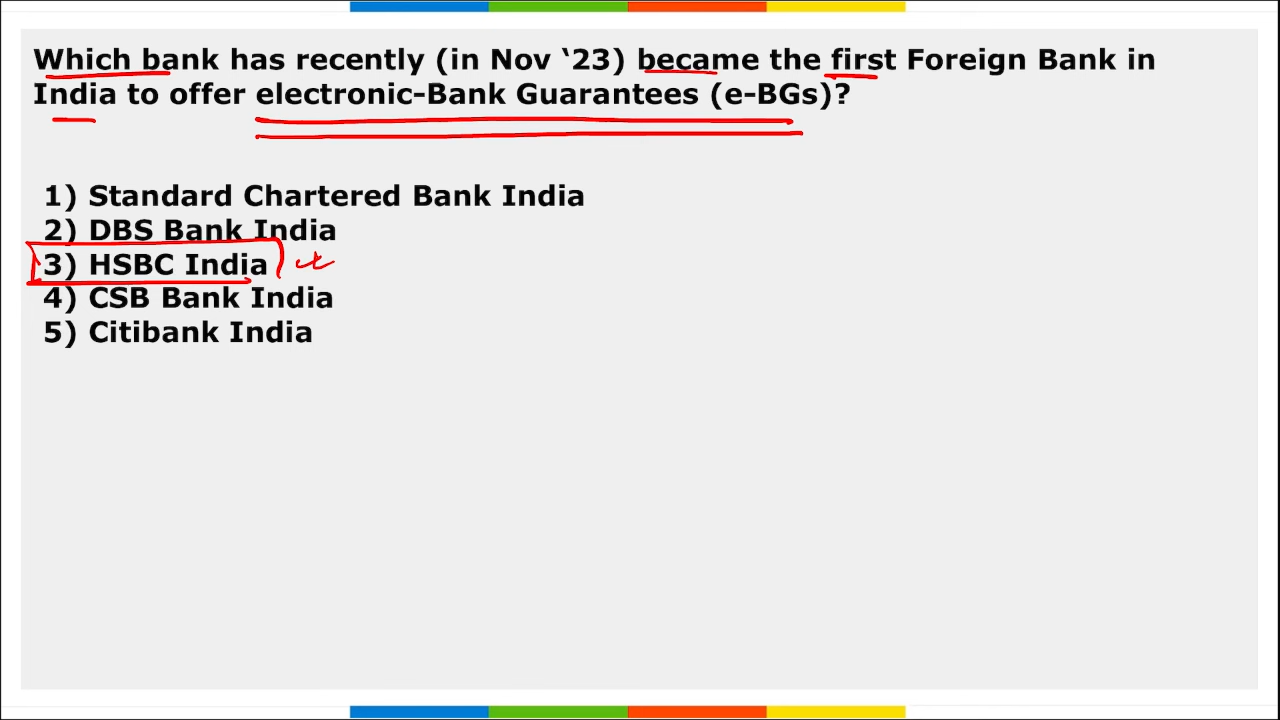 Which bank has recently (in Nov ‘23) became the first Foreign Bank in
India to offer electronic-Bank Guarantees (e-BGs)?
1) Standard Chartered Bank India
2) DBS Bank India
3) HSBC India
4) CSB Bank India
5) Citibank India